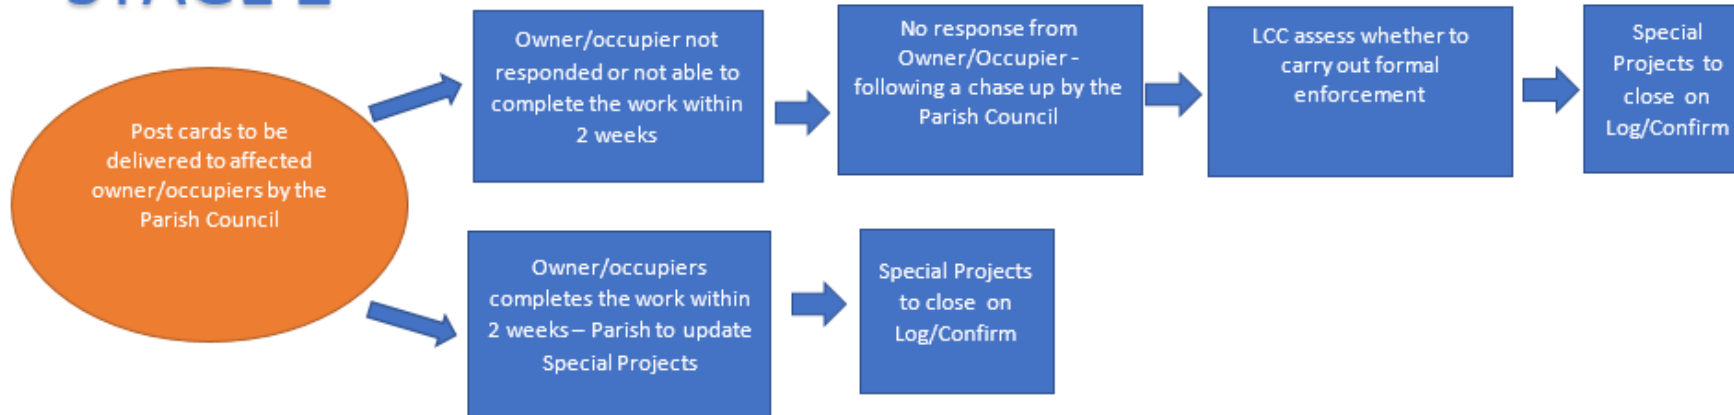 Post cards to be
delivered to affected
owner/occupiers by the
Parish Council
Owner/occupier not
responded or not able to
complete the work within
2 weeks
No response from
Owner/Occupier -
following a chase up by the
Parish Council
LCC assess whether to
carry out formal
enforcement
Special
Projects to
close on
Log/Confirm
Owner/occupiers
completes the work within
2 weeks – Parish to update
Special Projects
Special Projects
to close on
Log/Confirm